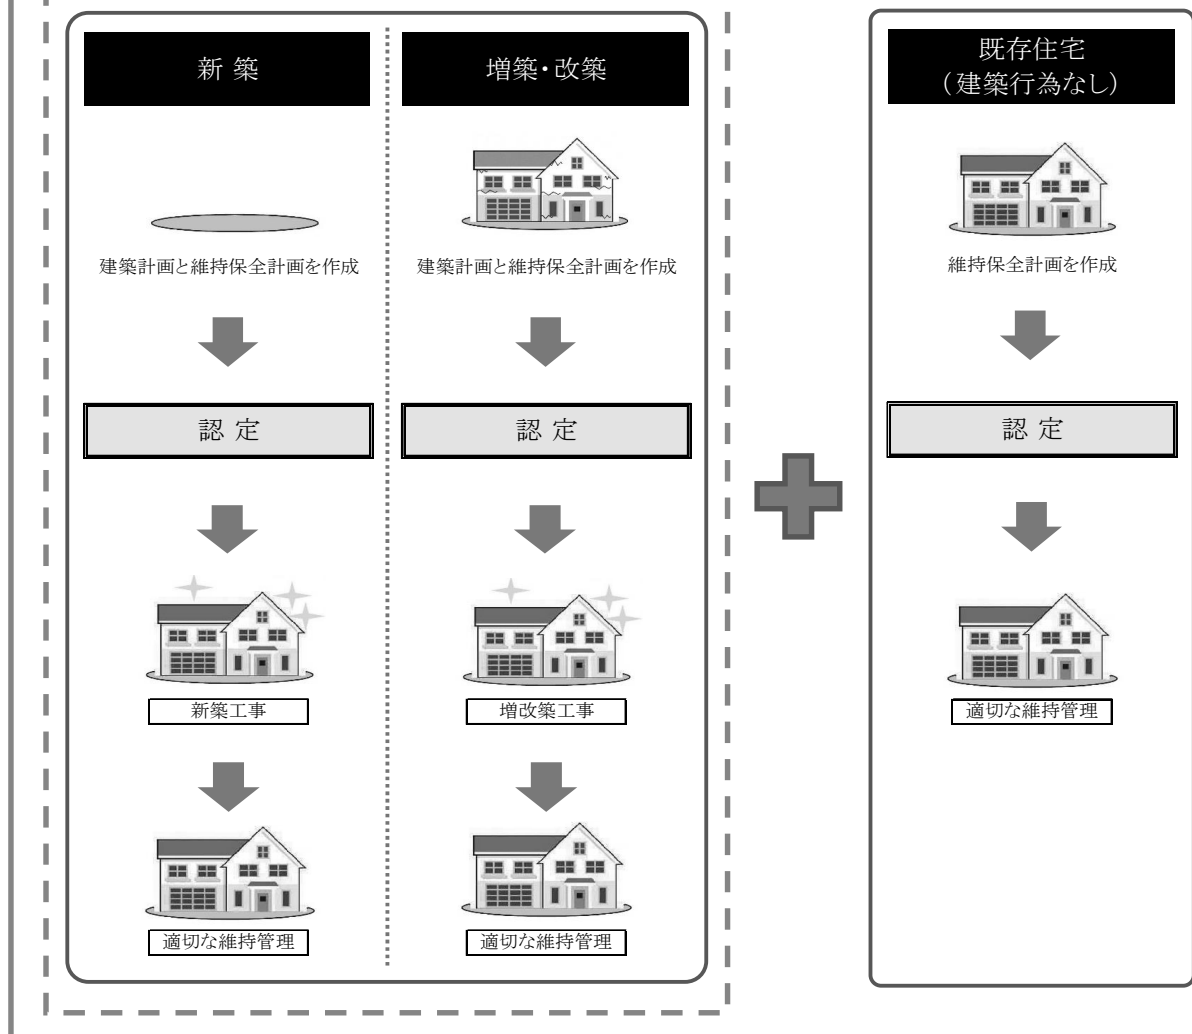 新 築
建築計画と維持保全計画を作成
認 定
新築工事
適切な維持管理
増築・改築
建築計画と維持保全計画を作成
認 定
増改築工事
適切な維持管理
既存住宅
（建築行為なし）
維持保全計画を作成
認 定
適切な維持管理